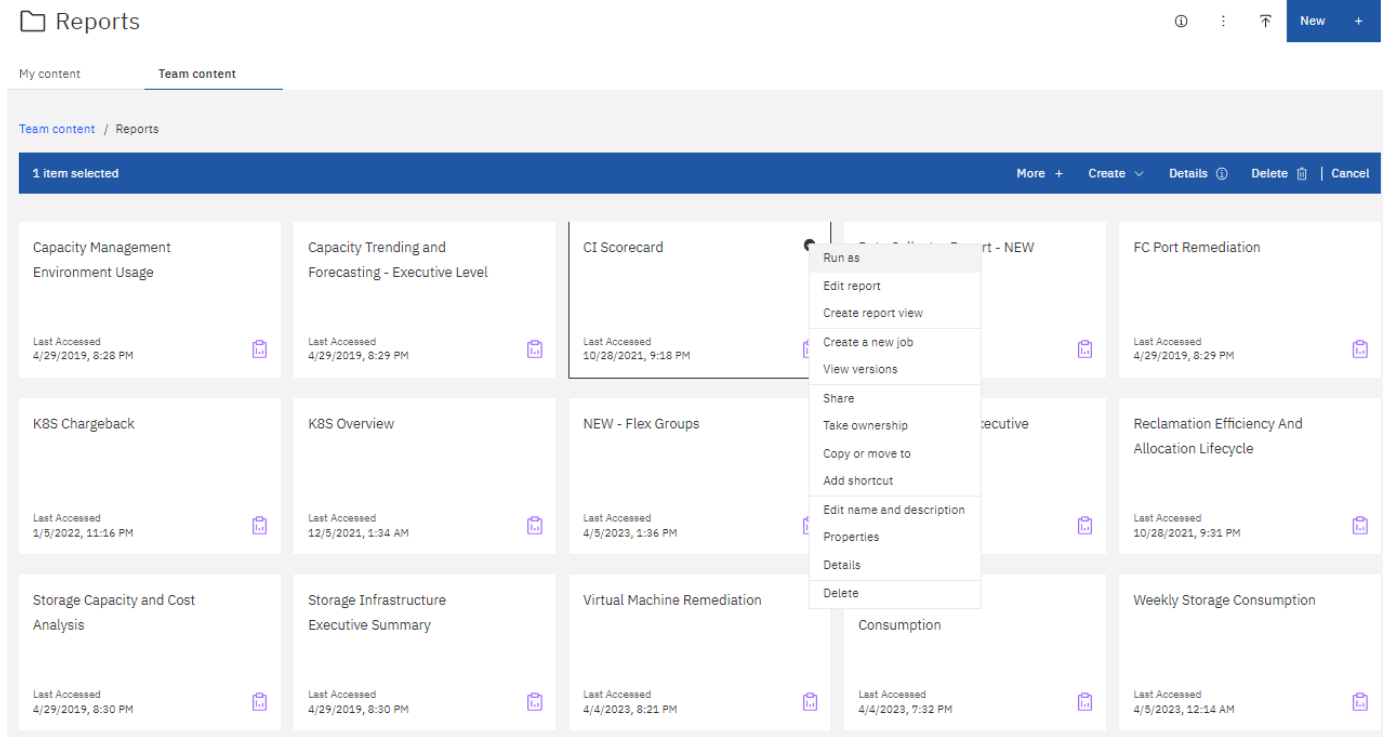 Reports
New +
My content
Team content
Team content / Reports
1 item selected
More +
Create
Details
Delete
Cancel
Capacity Management
Environment Usage
Last Accessed
4/29/2019, 8:28 PM
Capacity Trending and
Forecasting - Executive Level
Last Accessed
4/29/2019, 8:29 PM
CI Scorecard
Last Accessed
10/28/2021, 9:18 PM
rt - NEW
FC Port Remediation
Last Accessed
4/29/2019, 8:29 PM
Run as
Edit report
Create report view
Create a new job
View versions
Share
Take ownership
Copy or move to
Add shortcut
Edit name and description
Properties
Details
Delete
K8S Chargeback
Last Accessed
1/5/2022, 11:16 PM
K8S Overview
Last Accessed
12/5/2021, 1:34 AM
NEW - Flex Groups
Last Accessed
4/5/2023, 1:36 PM
ecutive
Reclamation Efficiency And
Allocation Lifecycle
Last Accessed
10/28/2021, 9:31 PM
Storage Capacity and Cost
Analysis
Last Accessed
4/29/2019, 8:30 PM
Storage Infrastructure
Executive Summary
Last Accessed
4/29/2019, 8:30 PM
Virtual Machine Remediation
Last Accessed
4/4/2023, 8:21 PM
Consumption
Last Accessed
4/4/2023, 7:32 PM
Weekly Storage Consumption
Last Accessed
4/5/2023, 12:14 AM